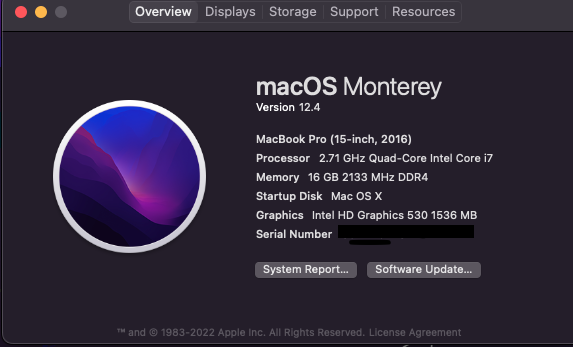 Overview Displays Storage Support Resources
macOS Monterey
Version 12.4
MacBook Pro (15-inch, 2016)
Processor 2.71 GHz Quad-Core Intel Core i7
Memory 16 GB 2133 MHz DDR4
Startup Disk Mac OS X
Graphics Intel HD Graphics 530 1536 MB
Serial Number
System Report... Software Update...
™ and © 1983-2022 Apple Inc. All Rights Reserved. License Agreement